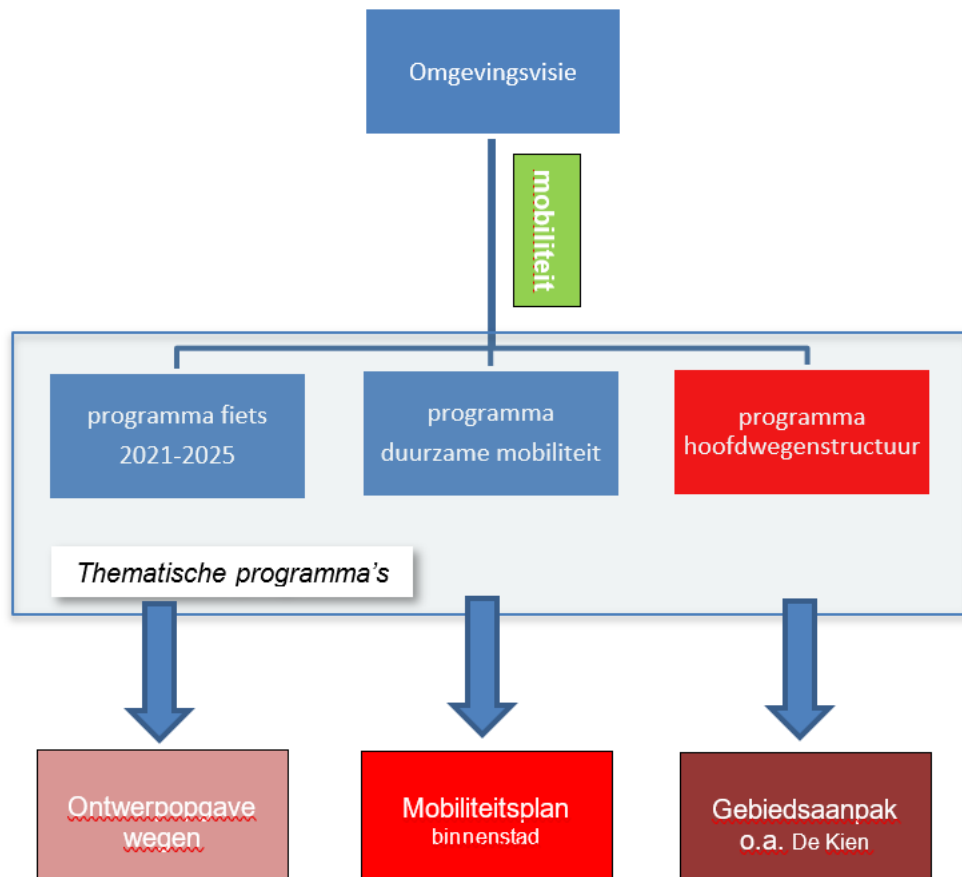 Omgevingsvisie
mobiliteit
programma fiets
2021-2025
programma
duurzame mobiliteit
programma
hoofdwegenstructuur
Thematische programma's
Ontwerpopgave
wegen
Mobiliteitsplan
binnenstad
Gebiedsaanpak
o.a. De Kien